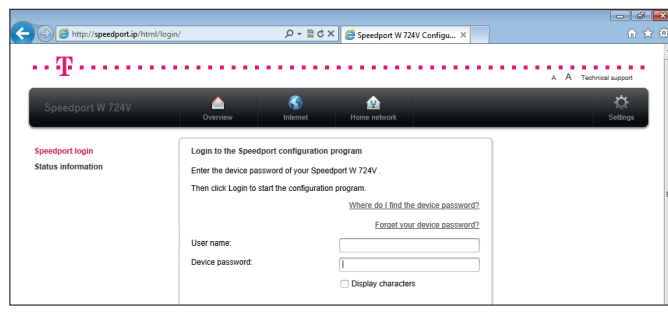 http://speedport.ip/html/login/
Speedport W 724V Configu...
T
A A Technical support
Speedport W 724V
Overview
Internet
Home network
Settings
Speedport login
Status information
Login to the Speedport configuration program
Enter the device password of your Speedport W 724V .
Then click Login to start the configuration program.
Where do I find the device password?
Forget your device password?
User name:
Device password:
Display characters